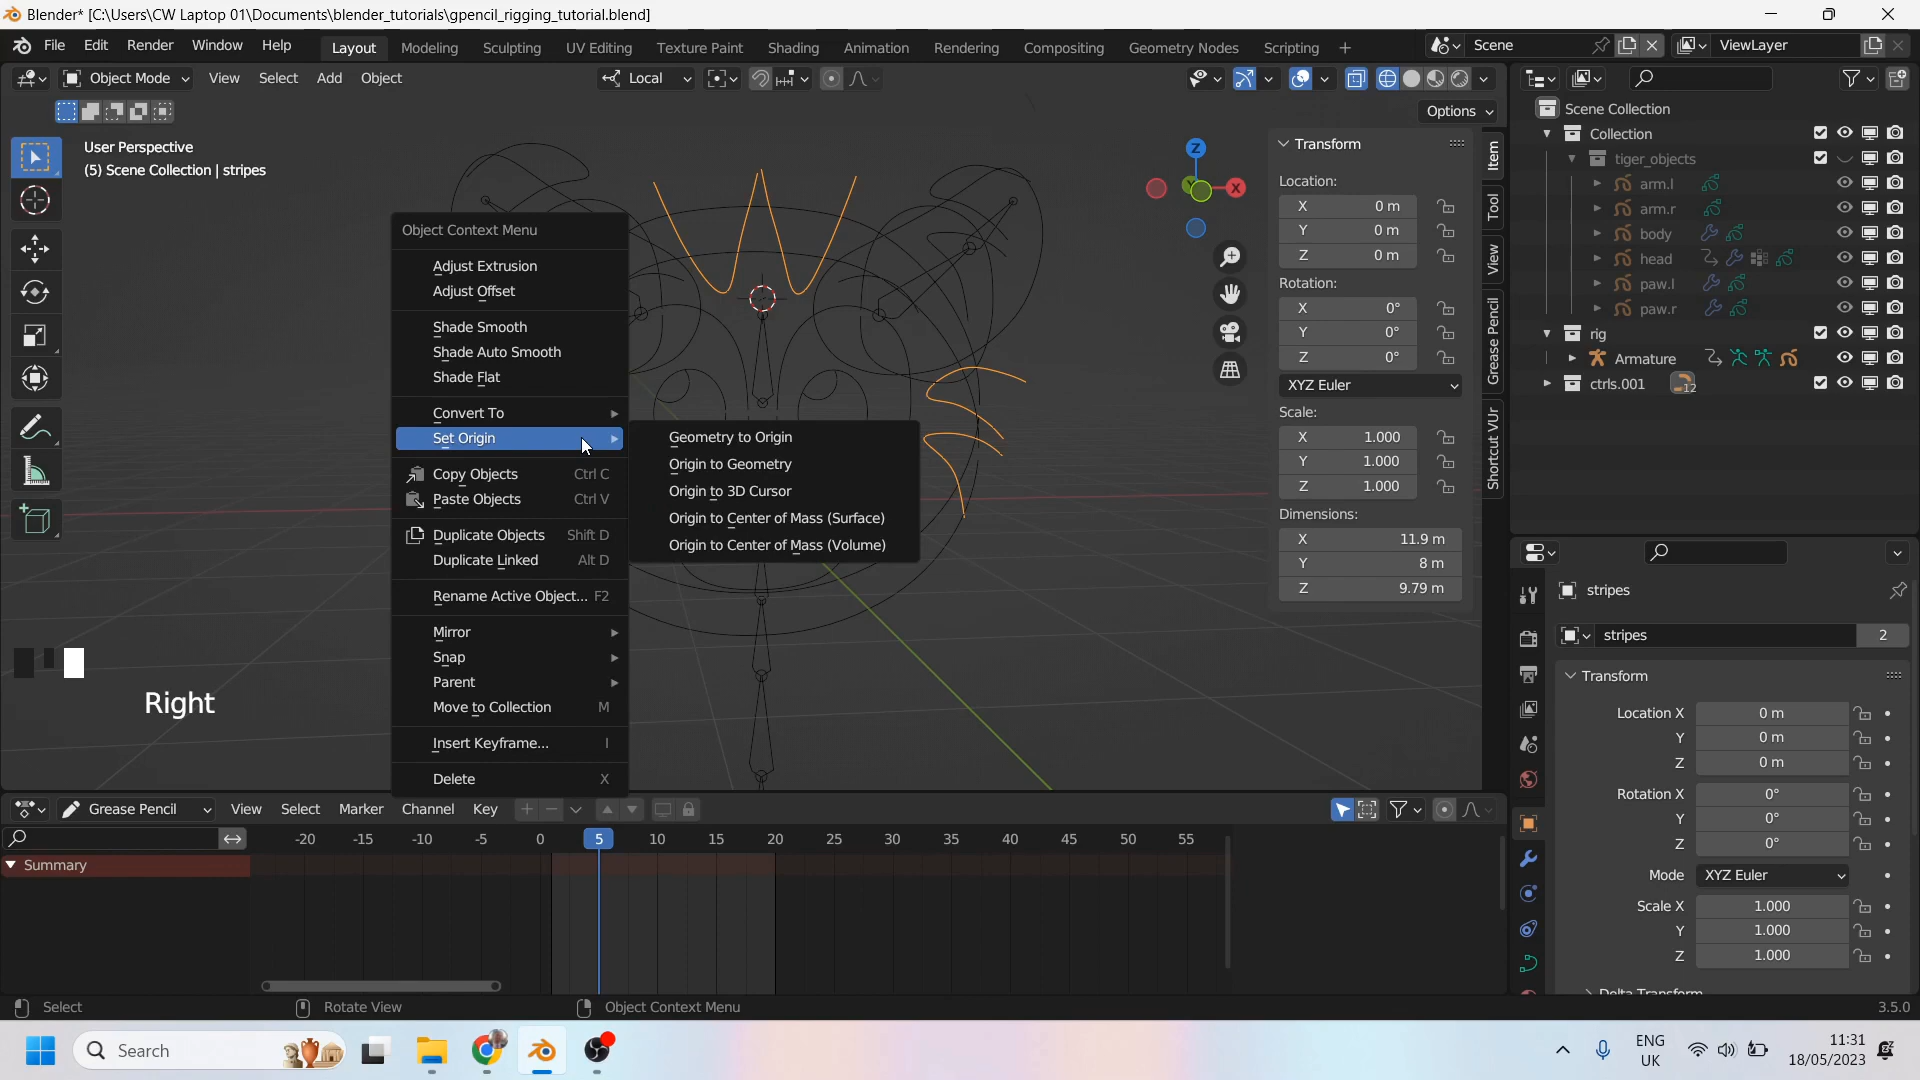 Blender* [C:\Users\CW Laptop 01\Documents\blender_tutorials\gpencil_rigging_tutorial.blend]
File Edit Render Window Help Layout Modeling Sculpting UV Editing Texture Paint Shading Animation Rendering Compositing Geometry Nodes Scripting + Scene ViewLayer
Object Mode View Select Add Object Local
Options
User Perspective
(5) Scene Collection | stripes
Object Context Menu
Adjust Extrusion
Adjust Offset
Shade Smooth
Shade Auto Smooth
Shade Flat
Convert To
Set Origin
Copy Objects Ctrl C
Paste Objects Ctrl V
Duplicate Objects Shift D
Duplicate Linked Alt D
Rename Active Object... F2
Mirror
Snap
Parent
Move to Collection M
Insert Keyframe... I
Delete X
Geometry to Origin
Origin to Geometry
Origin to 3D Cursor
Origin to Center of Mass (Surface)
Origin to Center of Mass (Volume)
Right
Z
X
Y
Transform
Location:
X 0 m
Y 0 m
Z 0 m
Rotation:
X 0°
Y 0°
Z 0°
XYZ Euler
Scale:
X 1.000
Y 1.000
Z 1.000
Dimensions:
X 11.9 m
Y 8 m
Z 9.79 m
Item
Tool
View
Grease Pencil
Shortcut VUr
Scene Collection
Collection
tiger_objects
arm.l
arm.r
body
head
paw.l
paw.r
rig
Armature
ctrls.001 12
stripes
stripes 2
Transform
Location X 0 m
Y 0 m
Z 0 m
Rotation X 0°
Y 0°
Z 0°
Mode XYZ Euler
Scale X 1.000
Y 1.000
Z 1.000
Delta Transform
Grease Pencil View Select Marker Channel Key
-20 -15 -10 -5 0 5 10 15 20 25 30 35 40 45 50 55
Summary
Select Rotate View Object Context Menu 3.5.0
Search
ENG
UK
11:31
18/05/2023